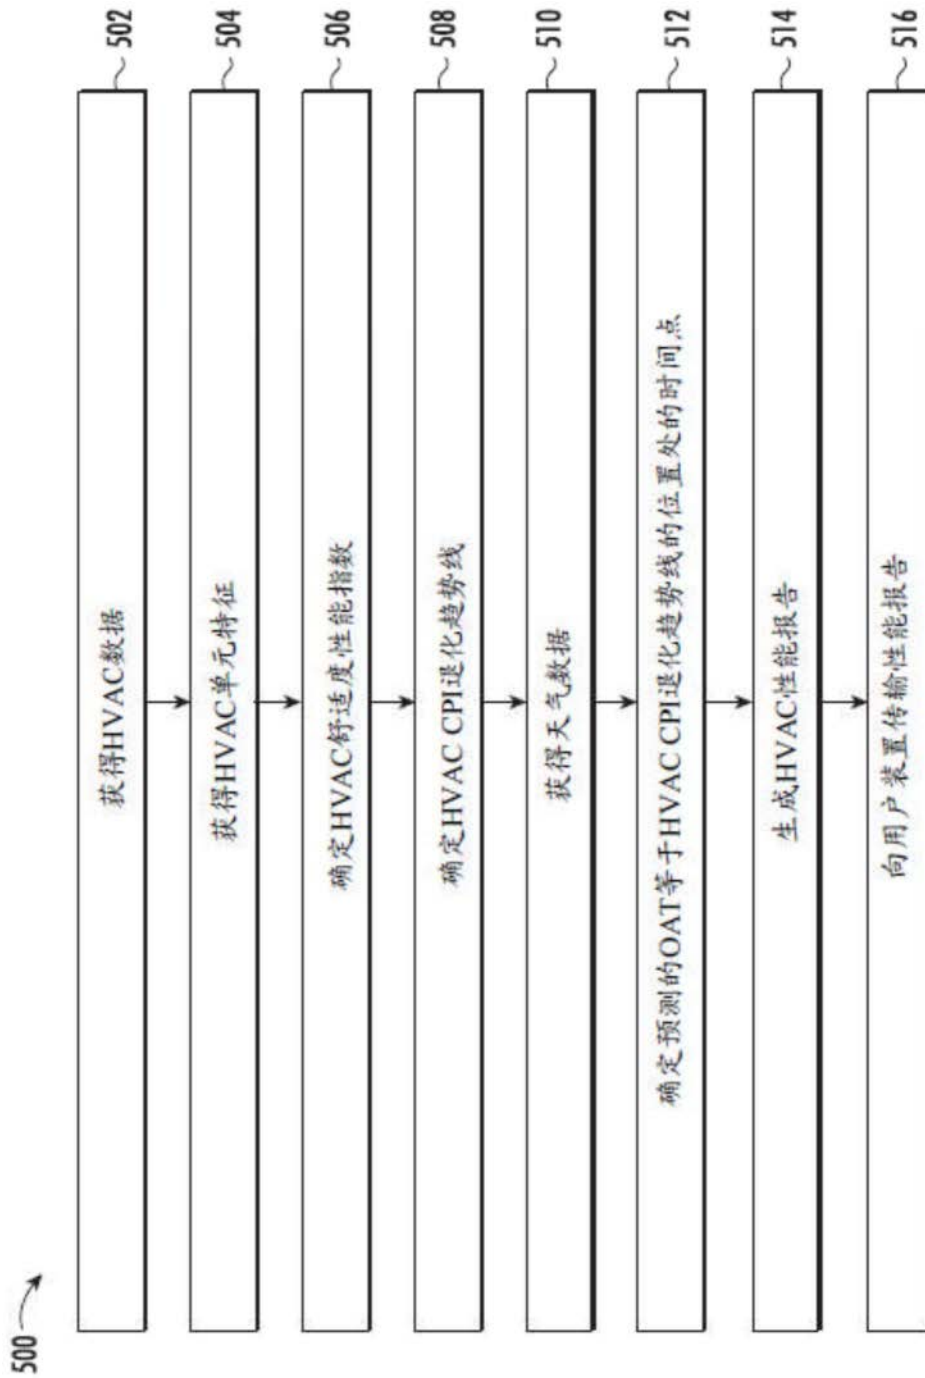 500
获得HVAC数据
502
获得HVAC单元特征
504
确定HVAC舒适度性能指数
506
确定HVAC CPI退化趋势线
508
获得天气数据
510
确定预测的OAT等于HVAC CPI退化趋势线的位置处的时间点
512
生成HVAC性能报告
514
向用户装置传输性能报告
516